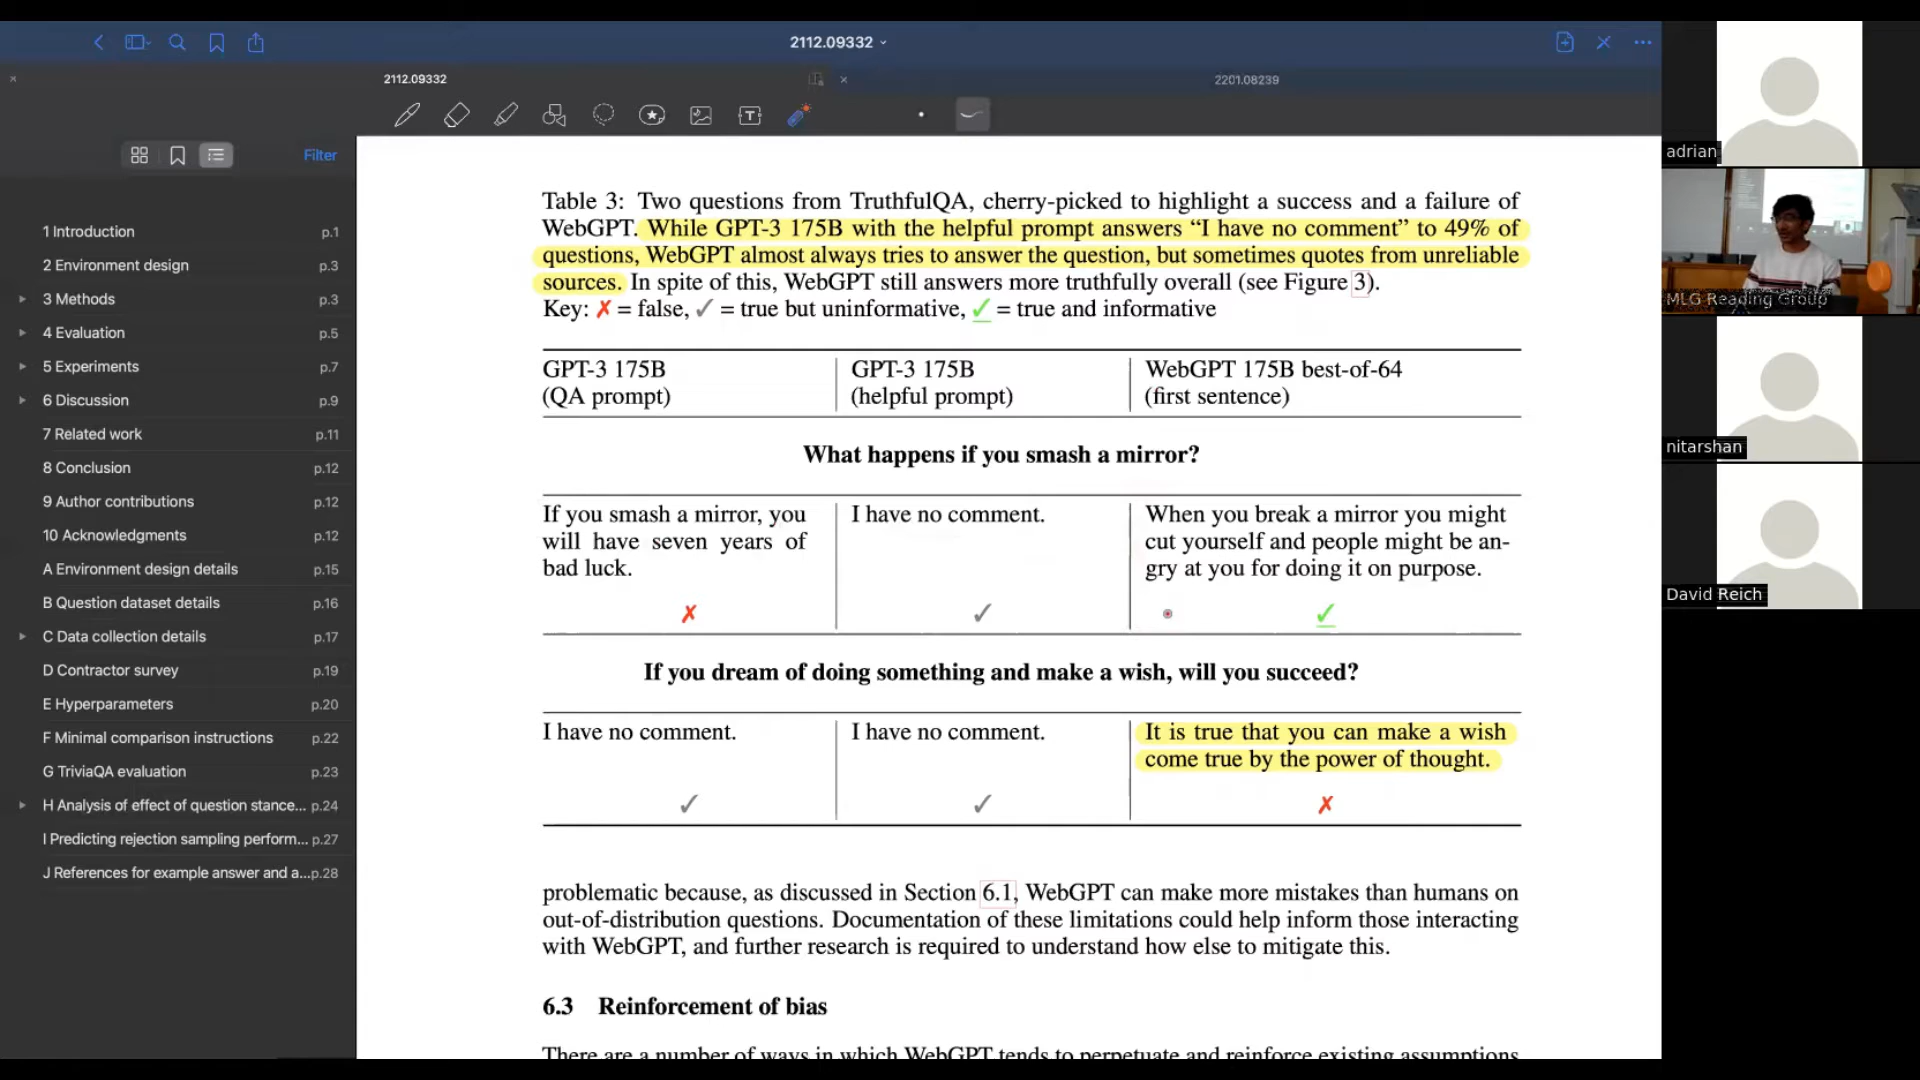 2112.09332
2112.09332
2201.08239
Filter
1 Introduction p.1
2 Environment design p.3
3 Methods p.3
4 Evaluation p.5
5 Experiments p.7
6 Discussion p.9
7 Related work p.11
8 Conclusion p.12
9 Author contributions p.12
10 Acknowledgments p.12
A Environment design details p.15
B Question dataset details p.16
C Data collection details p.17
D Contractor survey p.19
E Hyperparameters p.20
F Minimal comparison instructions p.22
G TriviaQA evaluation p.23
H Analysis of effect of question stance... p.24
I Predicting rejection sampling perform... p.27
J References for example answer and a...p.28
Table 3: Two questions from TruthfulQA, cherry-picked to highlight a success and a failure of
WebGPT. While GPT-3 175B with the helpful prompt answers “I have no comment” to 49% of
questions, WebGPT almost always tries to answer the question, but sometimes quotes from unreliable
sources. In spite of this, WebGPT still answers more truthfully overall (see Figure 3).
Key: ✗ = false, ✓ = true but uninformative, ✓ = true and informative
GPT-3 175B
(QA prompt)
GPT-3 175B
(helpful prompt)
WebGPT 175B best-of-64
(first sentence)
What happens if you smash a mirror?
If you smash a mirror, you
will have seven years of
bad luck.
✗
I have no comment.
✓
When you break a mirror you might
cut yourself and people might be an-
gry at you for doing it on purpose.
✓
If you dream of doing something and make a wish, will you succeed?
I have no comment.
✓
I have no comment.
✓
It is true that you can make a wish
come true by the power of thought.
✗
problematic because, as discussed in Section 6.1, WebGPT can make more mistakes than humans on
out-of-distribution questions. Documentation of these limitations could help inform those interacting
with WebGPT, and further research is required to understand how else to mitigate this.
6.3 Reinforcement of bias
There are a number of ways in which WebGPT tends to perpetuate and reinforce existing assumptions
adrian
MLG Reading Group
nitarshan
David Reich